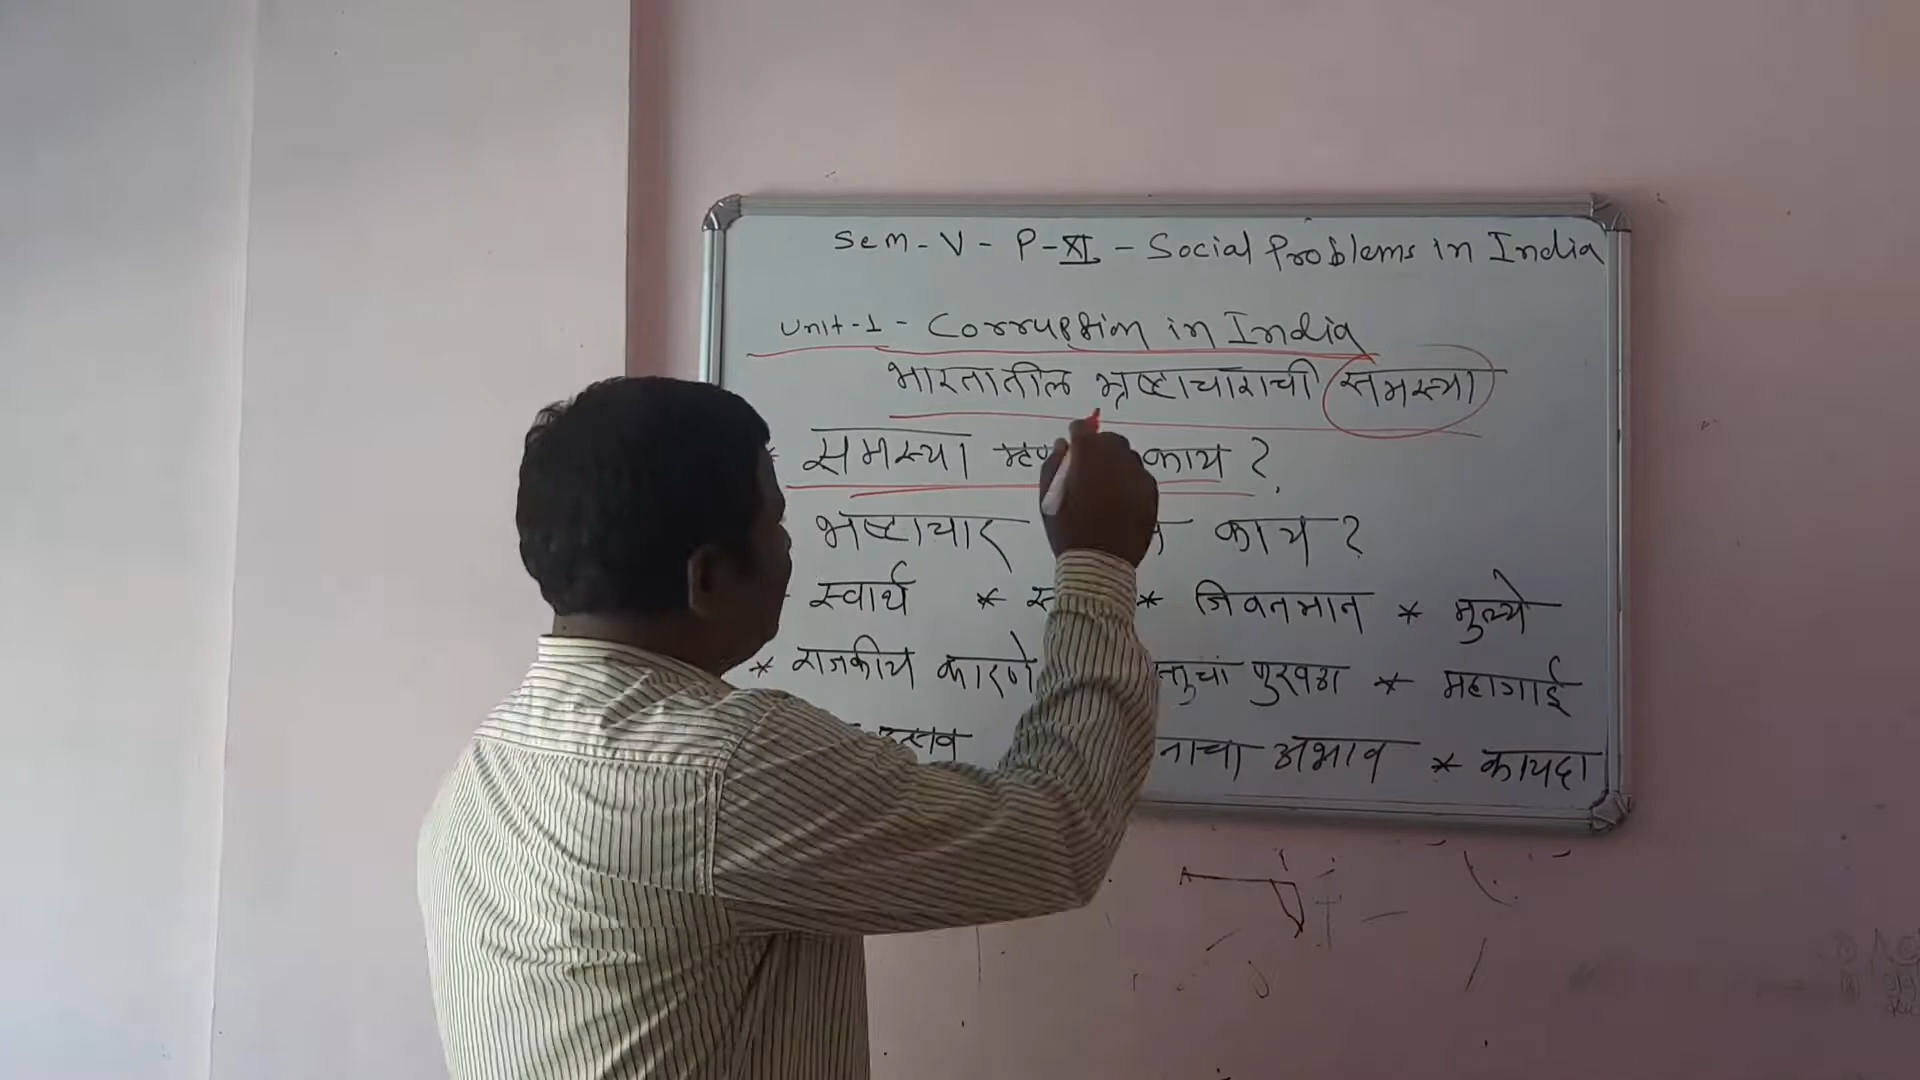 Sem - V - P - XI - Social Problems in India
Unit-1 - Corruption in India
भारतातील भ्रष्टाचाराची समस्या
* समस्या काय ?
भ्रष्टाचार काय ?
स्वार्थ * * जिवनमान * मुल्ये
* राजकीय कारणे पुरवठा * महागाई
अभाव * कायदा